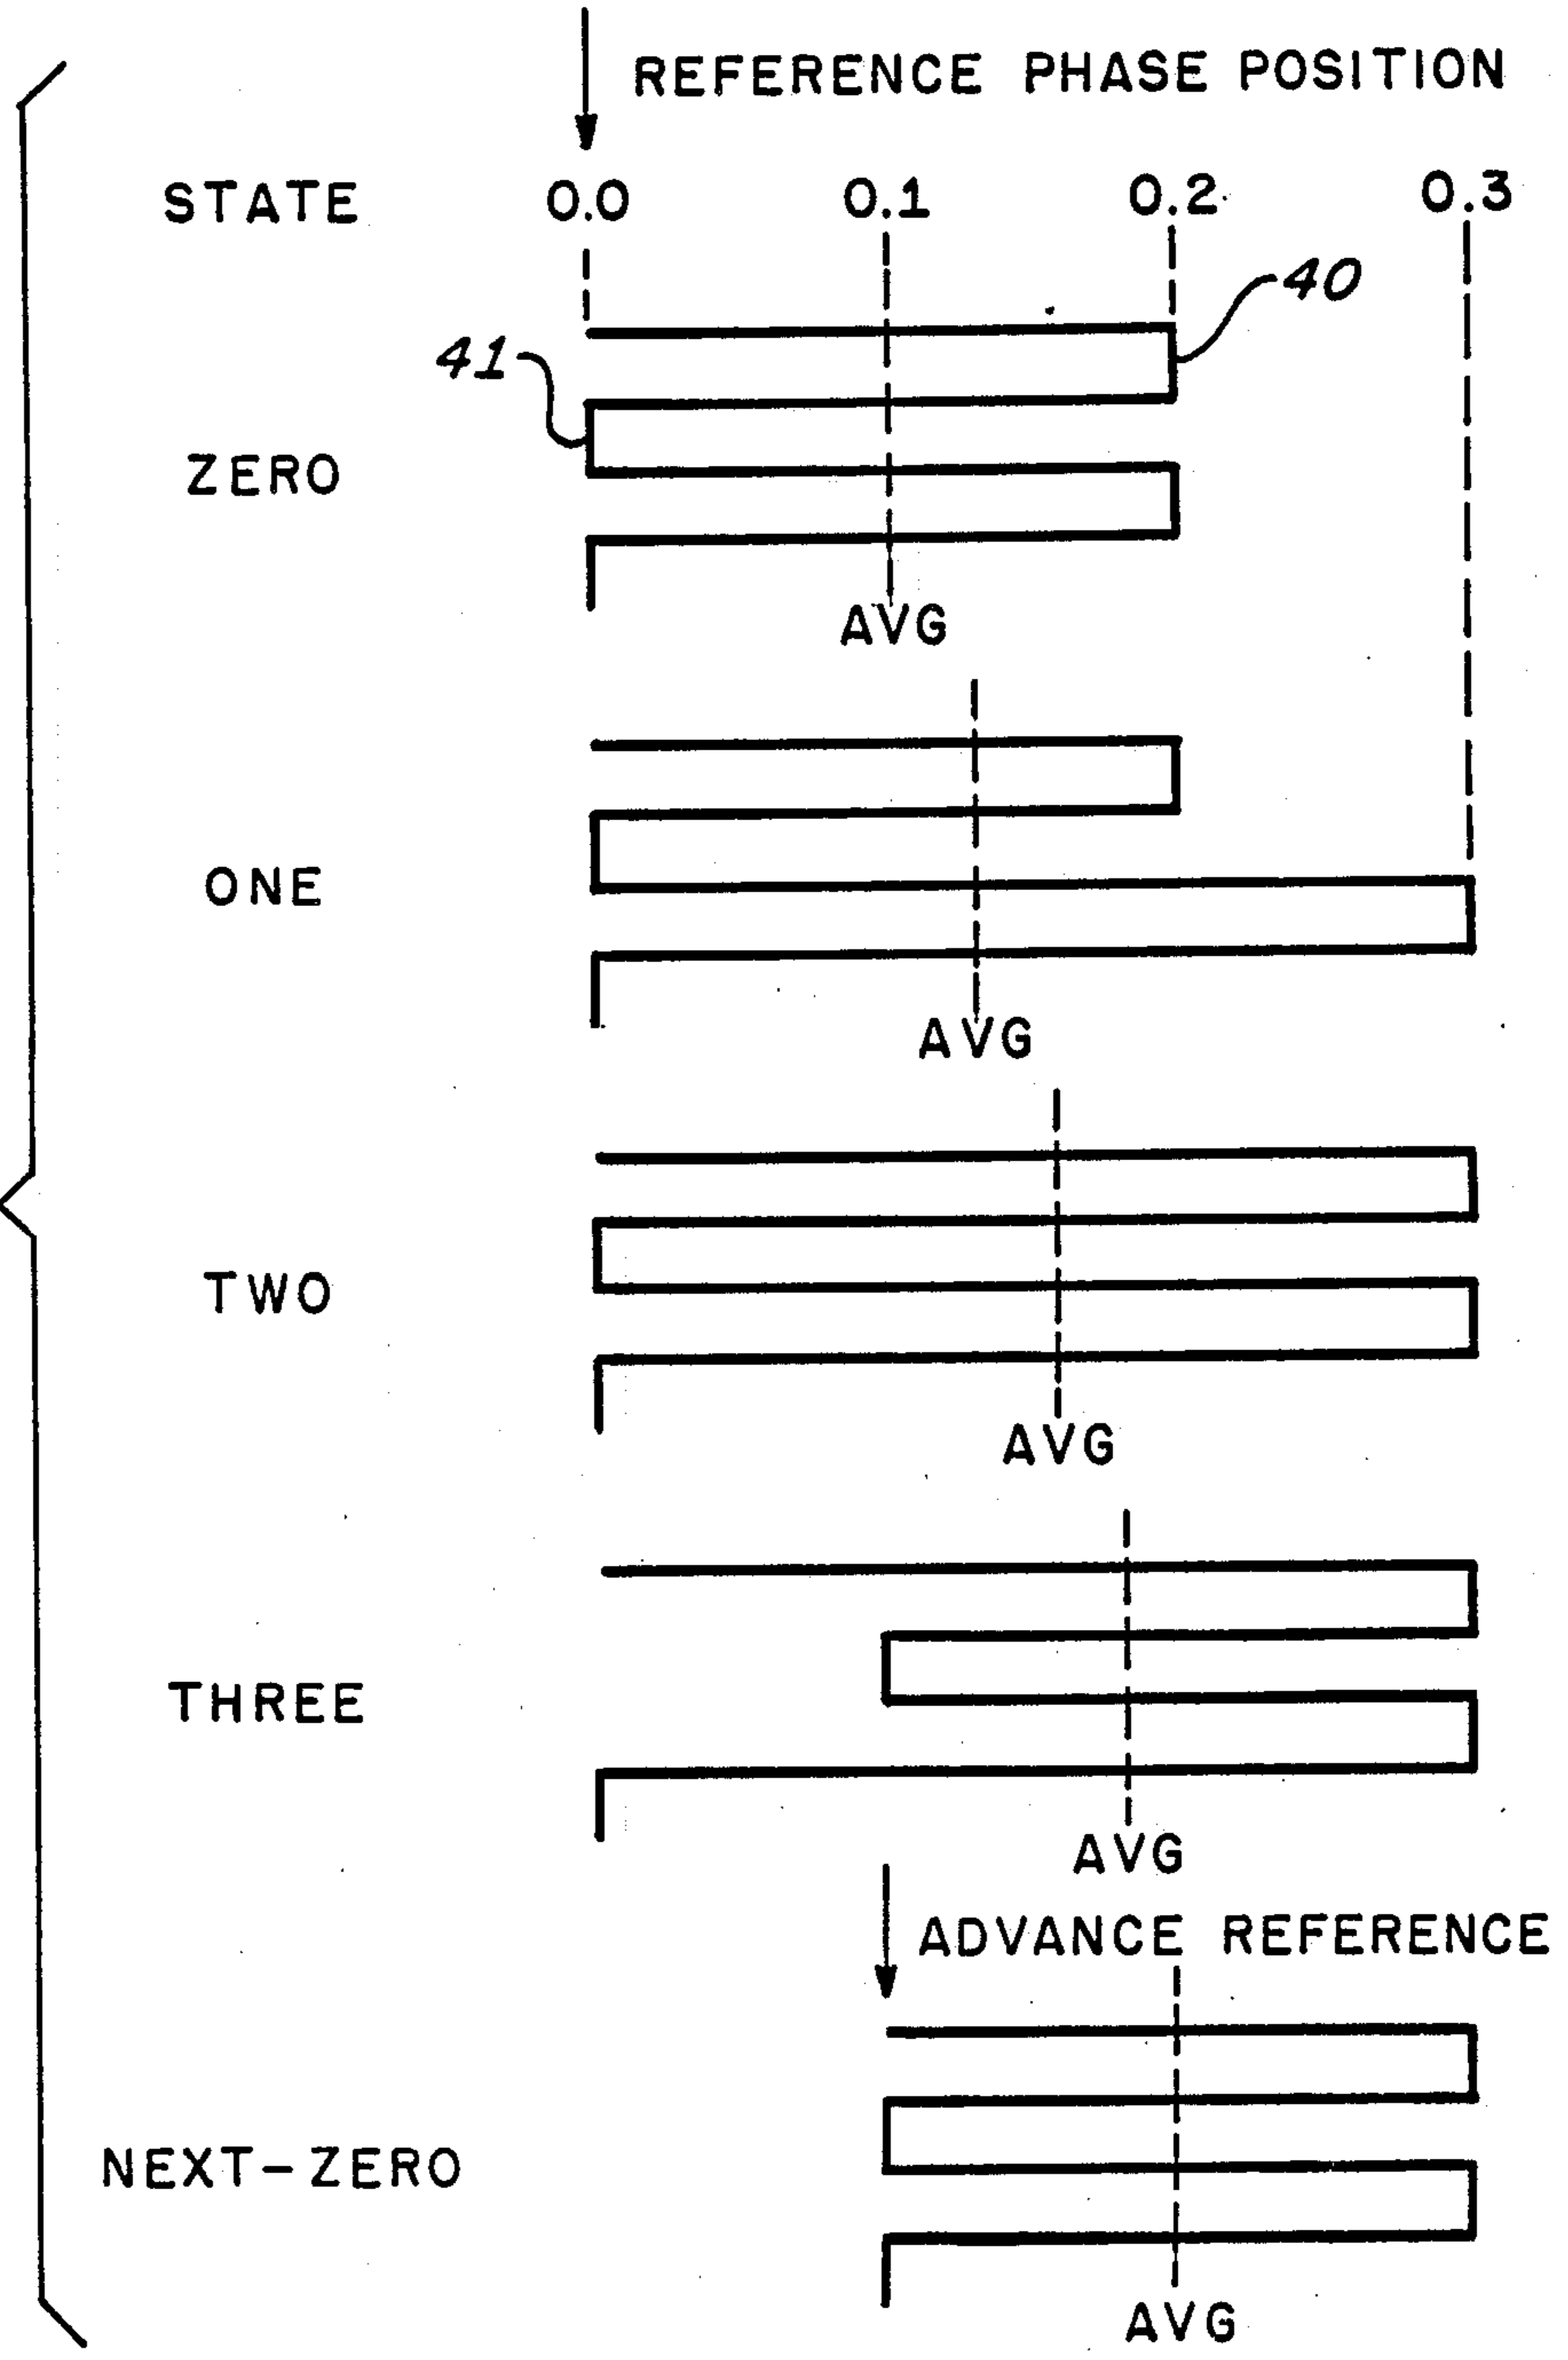 REFERENCE PHASE POSITION
STATE 0.0 0.1 0.2 0.3
40
41
ZERO
AVG
ONE
AVG
TWO
AVG
THREE
AVG
ADVANCE REFERENCE
NEXT-ZERO
AVG